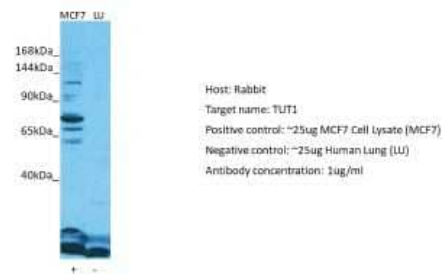 MCF7 LU
168kDa_
144kDa_
90kDa_
65kDa_
40kDa_
+ -
Host: Rabbit
Target name: TUT1
Positive control: ~25ug MCF7 Cell Lysate (MCF7)
Negative control: ~25ug Human Lung (LU)
Antibody concentration: 1ug/ml